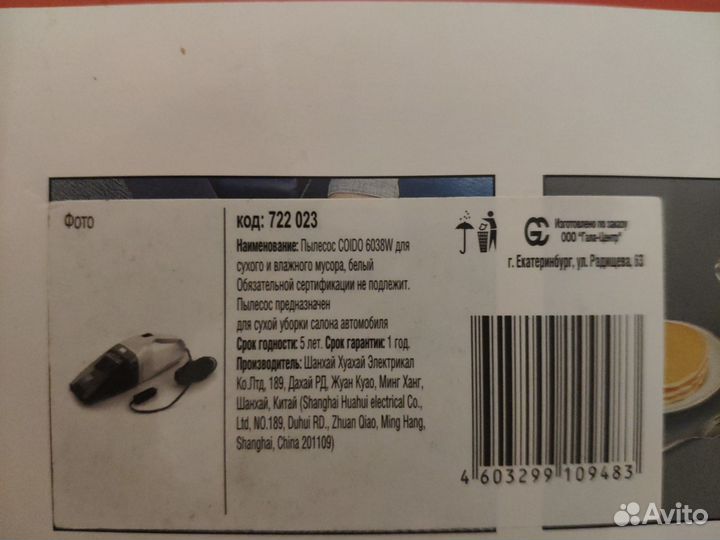 Фото
код: 722 023
Наименование: Пылесос COIDO 6038W для
сухого и влажного мусора, белый
Обязательной сертификации не подлежит.
Пылесос предназначен
для сухой уборки салона автомобиля
Срок годности: 5 лет. Срок гарантии: 1 год.
Производитель: Шанхай Хуахай Электрикал
Ко.Лтд, 189, Дахай РД, Жуан Куао, Минг Ханг,
Шанхай, Китай (Shanghai Huahui electrical Co.,
Ltd, NO.189, Duhui RD., Zhuan Qiao, Ming Hang,
Shanghai, China 201109)
Изготовлено по заказу
ООО "Гала-Центр"
г. Екатеринбург, ул. Радищева, 63
4 603299 109483
Avito